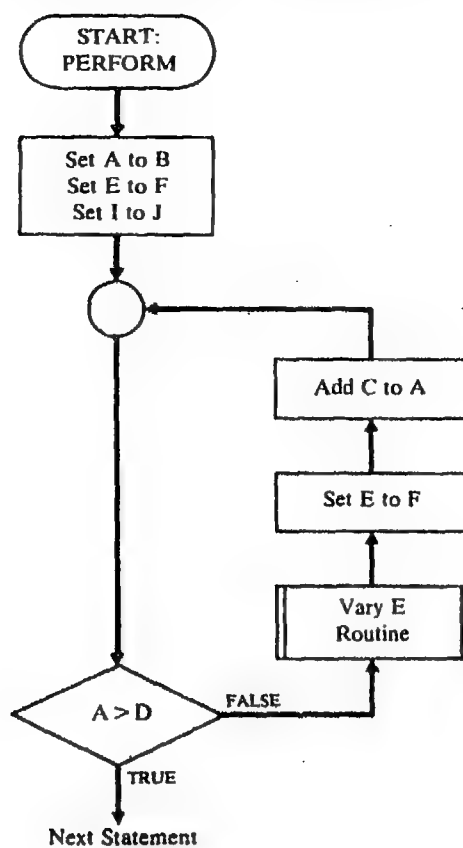 START:
PERFORM
Set A to B
Set E to F
Set I to J
Add C to A
Set E to F
Vary E
Routine
A > D
FALSE
TRUE
Next Statement